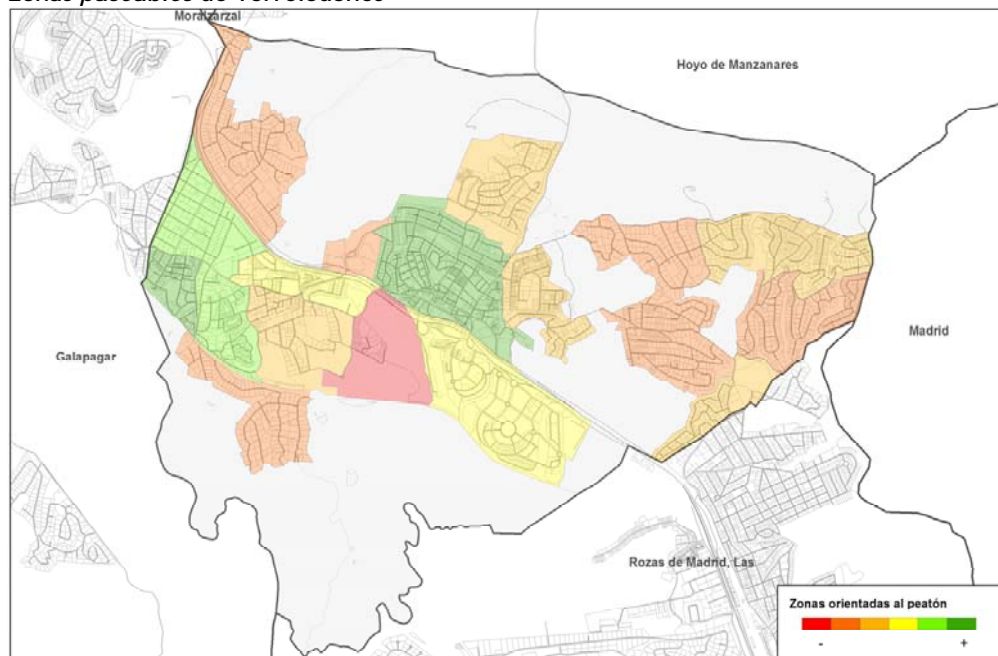 Moralzarzal
Hoyo de Manzanares
Madrid
Galapagar
Rozas de Madrid, Las
Zonas orientadas al peatón
- +